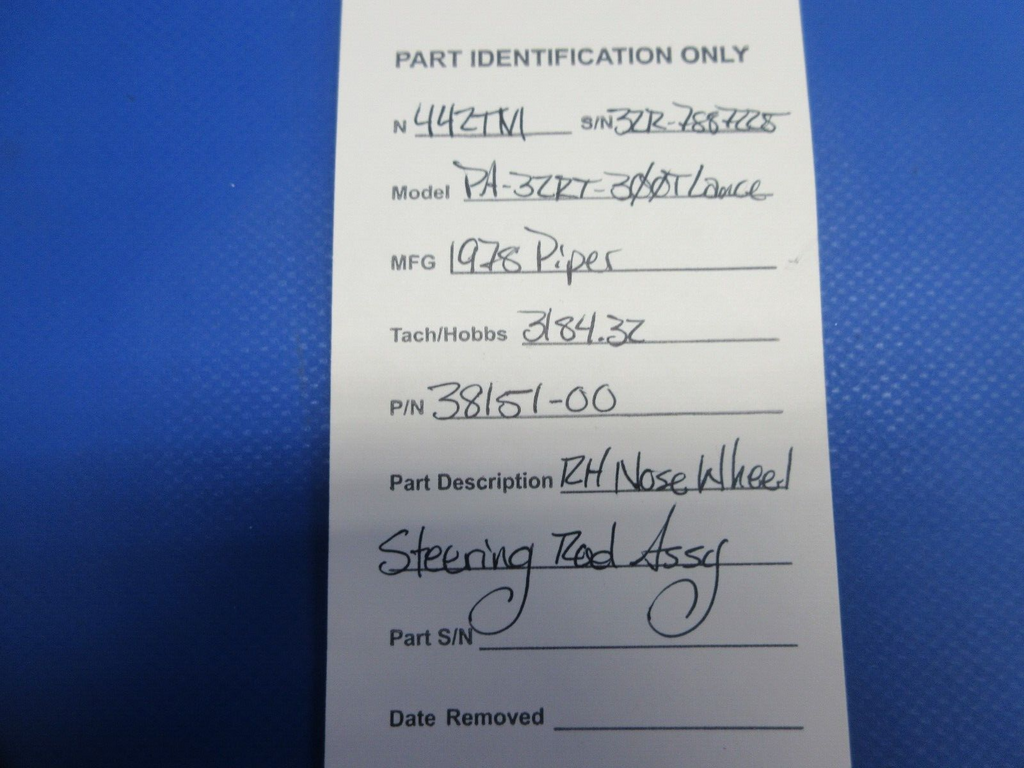 PART IDENTIFICATION ONLY
N 442TM S/N 32R-7887228
Model PA-32RT-300T Lance
MFG 1978 Piper
Tach/Hobbs 3184.32
P/N 38151-00
Part Description RH Nose Wheel
Steering Rod Assy
Part S/N
Date Removed